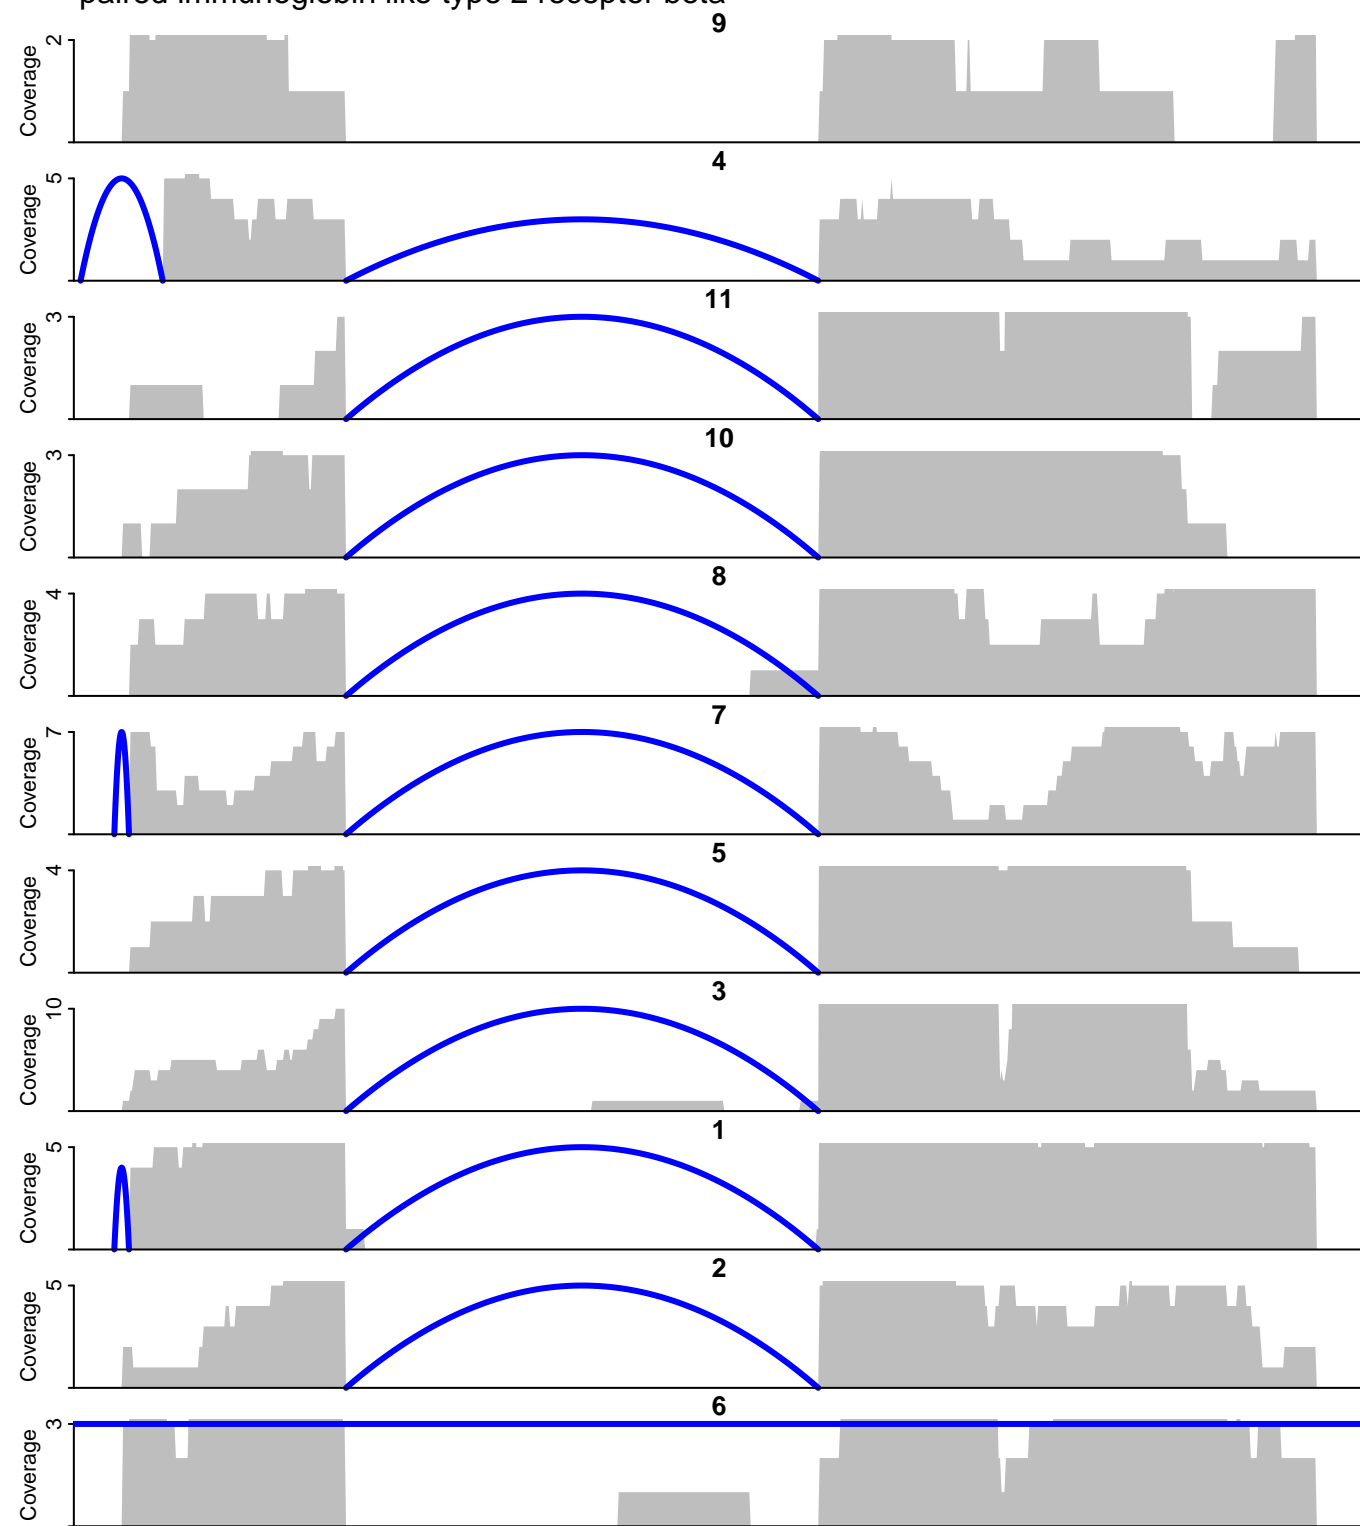 paired immunoglobin like type 2 receptor beta
9
Coverage 2
4
Coverage 5
11
Coverage 3
10
Coverage 3
8
Coverage 4
7
Coverage 7
5
Coverage 4
3
Coverage 10
1
Coverage 5
2
Coverage 5
6
Coverage 3